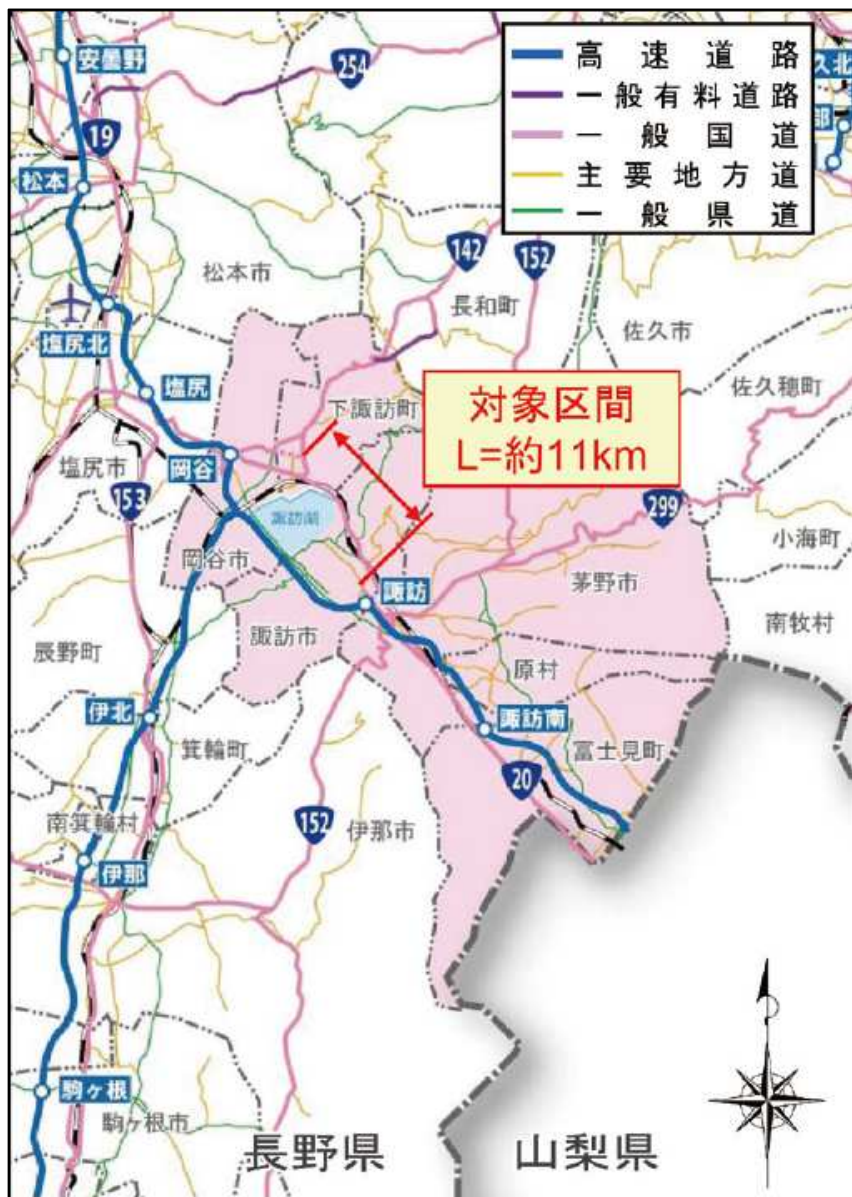 高速道路
一般有料道路
一般国道
主要地方道
一般県道
安曇野
254
19
久北
部
松本
142
152
松本市
長和町
佐久市
塩尻北
佐久穂町
塩尻
下諏訪町
対象区間
L=約11km
岡谷
塩尻市
153
諏訪湖
299
小海町
岡谷市
茅野市
諏訪
南牧村
諏訪市
辰野町
原村
伊北
諏訪南
箕輪町
富士見町
20
152
伊那市
南箕輪村
伊那
駒ヶ根
駒ヶ根市
長野県
山梨県